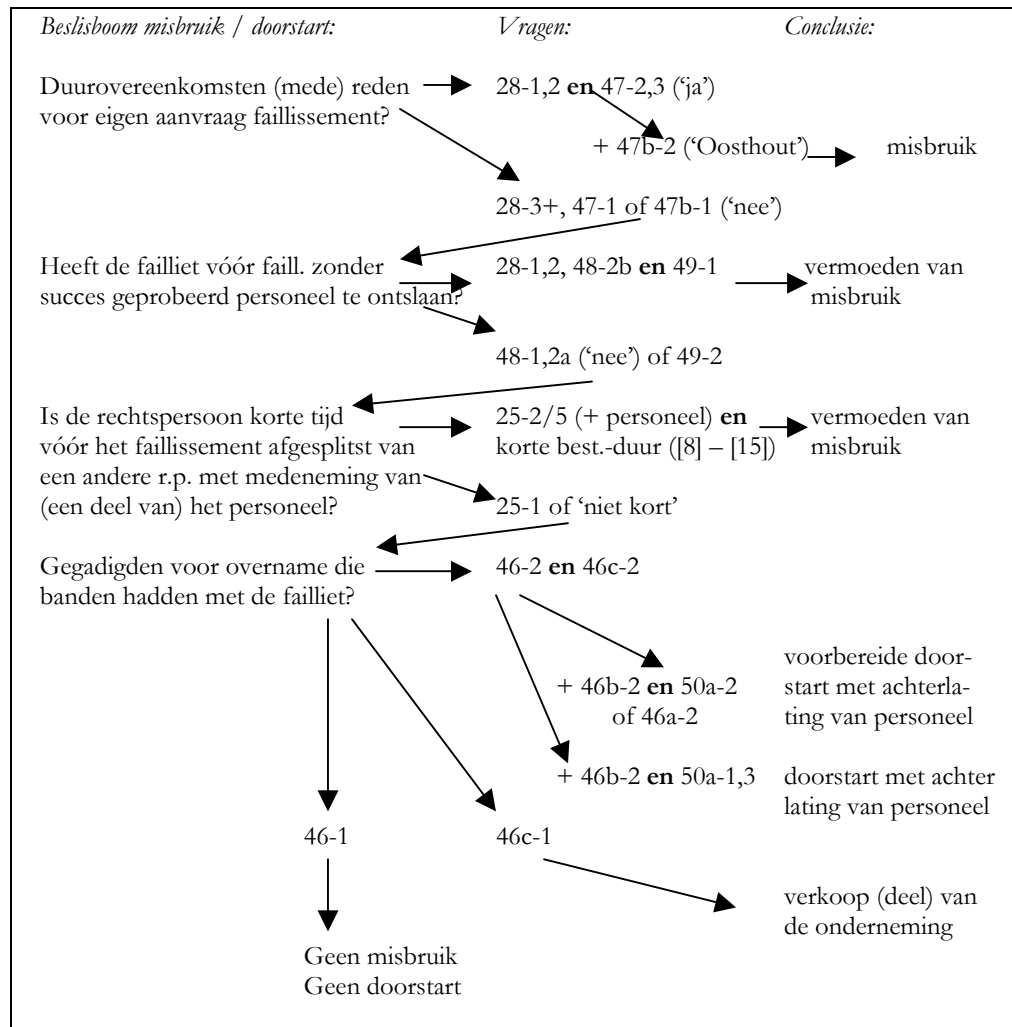 Beslisboom misbruik / doorstart: Vragen: Conclusie:
Duurovereenkomsten (mede) reden 28-1,2 en 47-2,3 (‘ja’)
voor eigen aanvraag faillissement?
+ 47b-2 (‘Oosthout’) misbruik
28-3+, 47-1 of 47b-1 (‘nee’)
Heeft de failliet vóór faill. zonder 28-1,2, 48-2b en 49-1 vermoeden van
succes geprobeerd personeel te ontslaan? misbruik
48-1,2a (‘nee’) of 49-2
Is de rechtspersoon korte tijd 25-2/5 (+ personeel) en vermoeden van
vóór het faillissement afgesplitst van korte best.-duur ([8] – [15]) misbruik
een andere r.p. met medeneming van
(een deel van) het personeel? 25-1 of ‘niet kort’
Gegadigden voor overname die 46-2 en 46c-2
banden hadden met de failliet?
voorbereide door-
+ 46b-2 en 50a-2 start met achterla-
of 46a-2 ting van personeel
+ 46b-2 en 50a-1,3 doorstart met achter
lating van personeel
46-1 46c-1
verkoop (deel) van
de onderneming
Geen misbruik
Geen doorstart